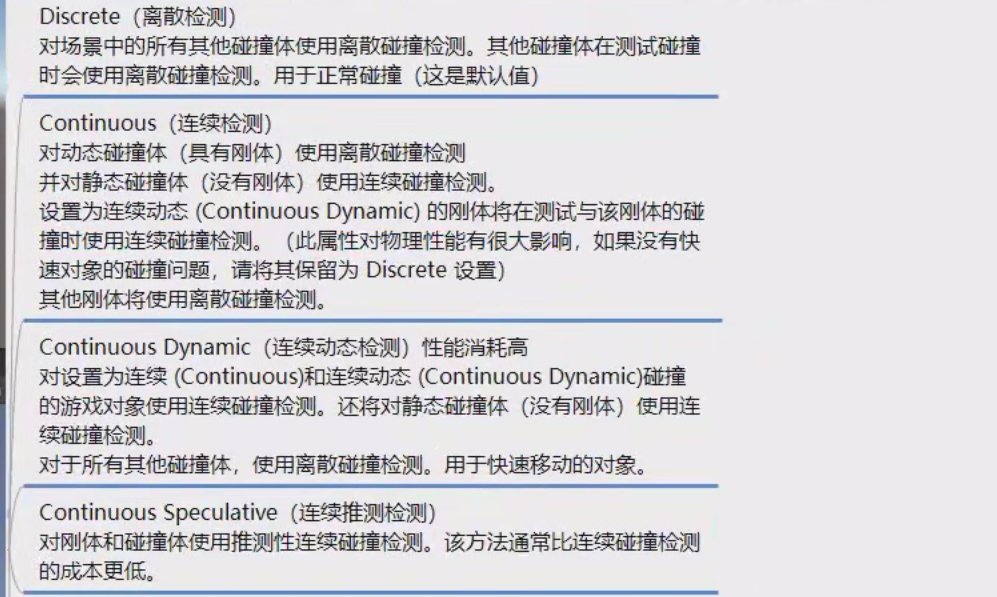 Discrete（离散检测）
对场景中的所有其他碰撞体使用离散碰撞检测。其他碰撞体在测试碰撞
时会使用离散碰撞检测。用于正常碰撞（这是默认值）
Continuous（连续检测）
对动态碰撞体（具有刚体）使用离散碰撞检测
并对静态碰撞体（没有刚体）使用连续碰撞检测。
设置为连续动态 (Continuous Dynamic) 的刚体将在测试与该刚体的碰
撞时使用连续碰撞检测。（此属性对物理性能有很大影响，如果没有快
速对象的碰撞问题，请将其保留为 Discrete 设置）
其他刚体将使用离散碰撞检测。
Continuous Dynamic（连续动态检测）性能消耗高
对设置为连续 (Continuous)和连续动态 (Continuous Dynamic)碰撞
的游戏对象使用连续碰撞检测。还将对静态碰撞体（没有刚体）使用连
续碰撞检测。
对于所有其他碰撞体，使用离散碰撞检测。用于快速移动的对象。
Continuous Speculative（连续推测检测）
对刚体和碰撞体使用推测性连续碰撞检测。该方法通常比连续碰撞检测
的成本更低。